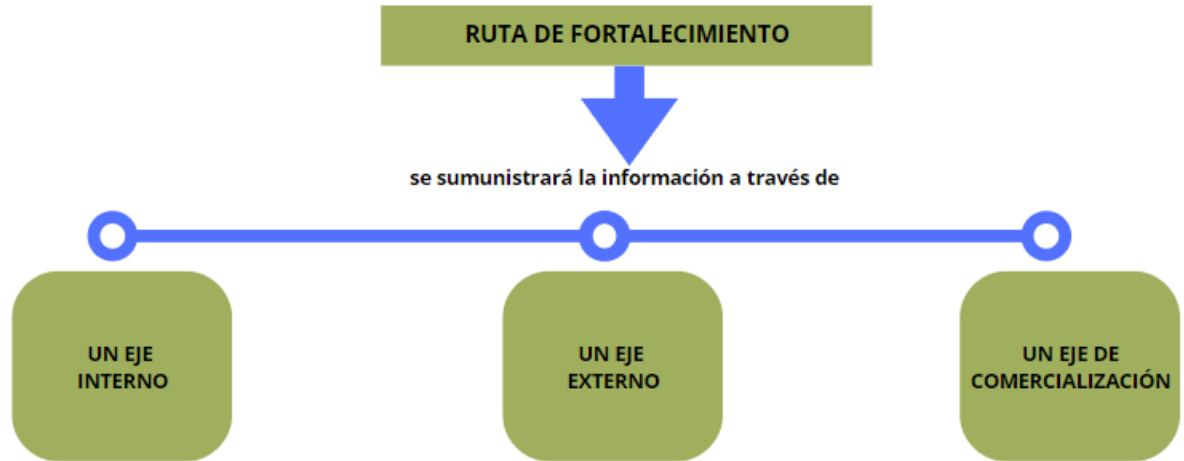 RUTA DE FORTALECIMIENTO
se sumunistrará la información a través de
UN EJE
INTERNO
UN EJE
EXTERNO
UN EJE DE
COMERCIALIZACIÓN